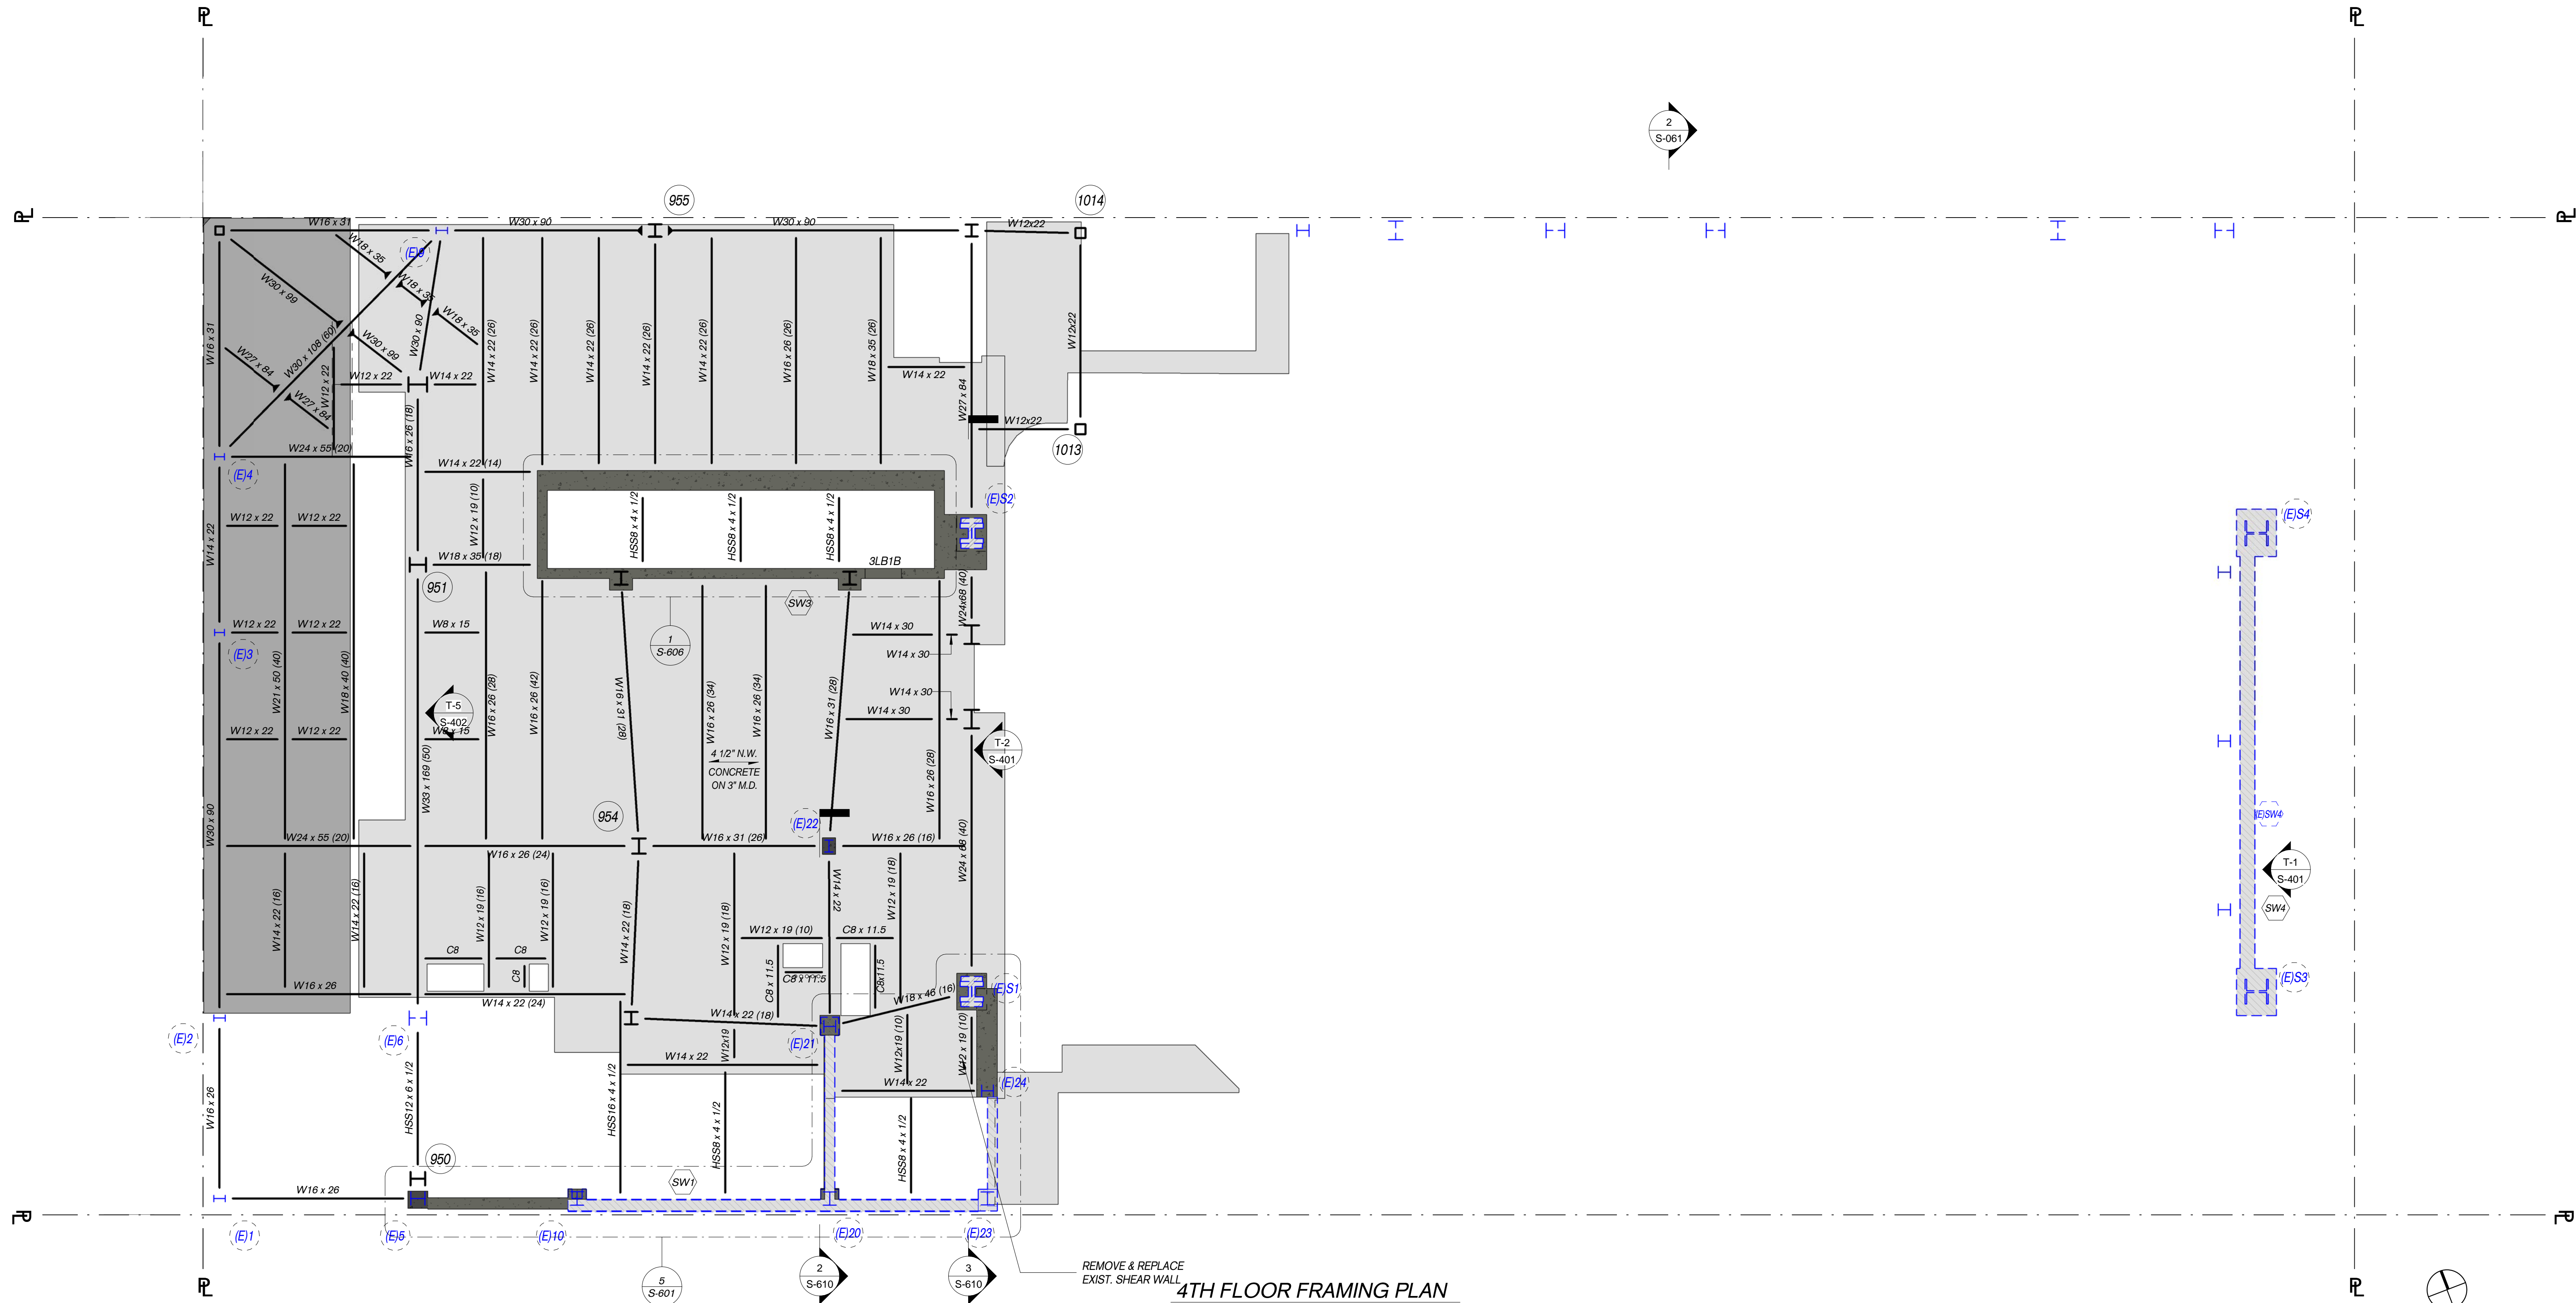 PL
PL
955
1014
2
S-061
PL
PL
W16 x 31
W30 x 90
W30 x 90
W12x22
W18 x 35
(E)9
W30 x 99
W18 x 35
W18 x 35
W30 x 90
W16 x 31
W30 x 108 (60)
W30 x 99
W27 x 84
W27 x 84
W12 x 22
W12 x 22
W14 x 22
W14 x 22 (26)
W14 x 22 (26)
W14 x 22 (26)
W14 x 22 (26)
W14 x 22 (26)
W16 x 26 (26)
W18 x 35 (26)
W14 x 22
W27 x 84
W12x22
W12x22
1013
W16 x 26 (18)
W24 x 55 (20)
(E)4
W14 x 22 (14)
W12 x 19 (10)
HSS8 x 4 x 1/2
HSS8 x 4 x 1/2
HSS8 x 4 x 1/2
(E)S2
(E)S4
W12 x 22
W12 x 22
W14 x 22
W18 x 35 (18)
3LB1B
951
SW3
W24x68 (40)
1
S-606
W12 x 22
W12 x 22
W8 x 15
(E)3
W14 x 30
W14 x 30
W14 x 30
W14 x 30
W21 x 50 (40)
W18 x 40 (40)
W16 x 26 (28)
W16 x 26 (42)
W16 x 31 (28)
W16 x 26 (34)
W16 x 26 (34)
W16 x 31 (28)
T-5
S-402
W12 x 22
W12 x 22
W8 x 15
4 1/2" N.W.
CONCRETE
ON 3" M.D.
T-2
S-401
W16 x 26 (28)
W33 x 169 (50)
W30 x 90
954
(E)22
(E)SW4
W24 x 55 (20)
W16 x 26 (24)
W16 x 31 (26)
W16 x 26 (16)
W24 x 68 (40)
T-1
S-401
SW4
W14 x 22 (16)
W14 x 22 (16)
W12 x 19 (16)
W12 x 19 (16)
W14 x 22 (18)
W12 x 19 (18)
W14 x 22
W12 x 19 (18)
W12 x 19 (10)
C8 x 11.5
C8
C8
C8
C8 x 11.5
C8 x 11.5
C8x11.5
W16 x 26
W14 x 22 (24)
W18 x 46 (16)
(E)S1
(E)S3
W14 x 22 (18)
(E)2
(E)6
(E)21
W12x19
W12x19 (10)
W12 x 19 (10)
W14 x 22
W14 x 22
(E)24
W16 x 26
HSS12 x 6 x 1/2
HSS16 x 4 x 1/2
HSS8 x 4 x 1/2
HSS8 x 4 x 1/2
950
SW1
W16 x 26
PL
PL
(E)1
(E)5
(E)10
(E)20
(E)23
5
S-601
2
S-610
3
S-610
REMOVE & REPLACE
EXIST. SHEAR WALL
4TH FLOOR FRAMING PLAN
PL
PL